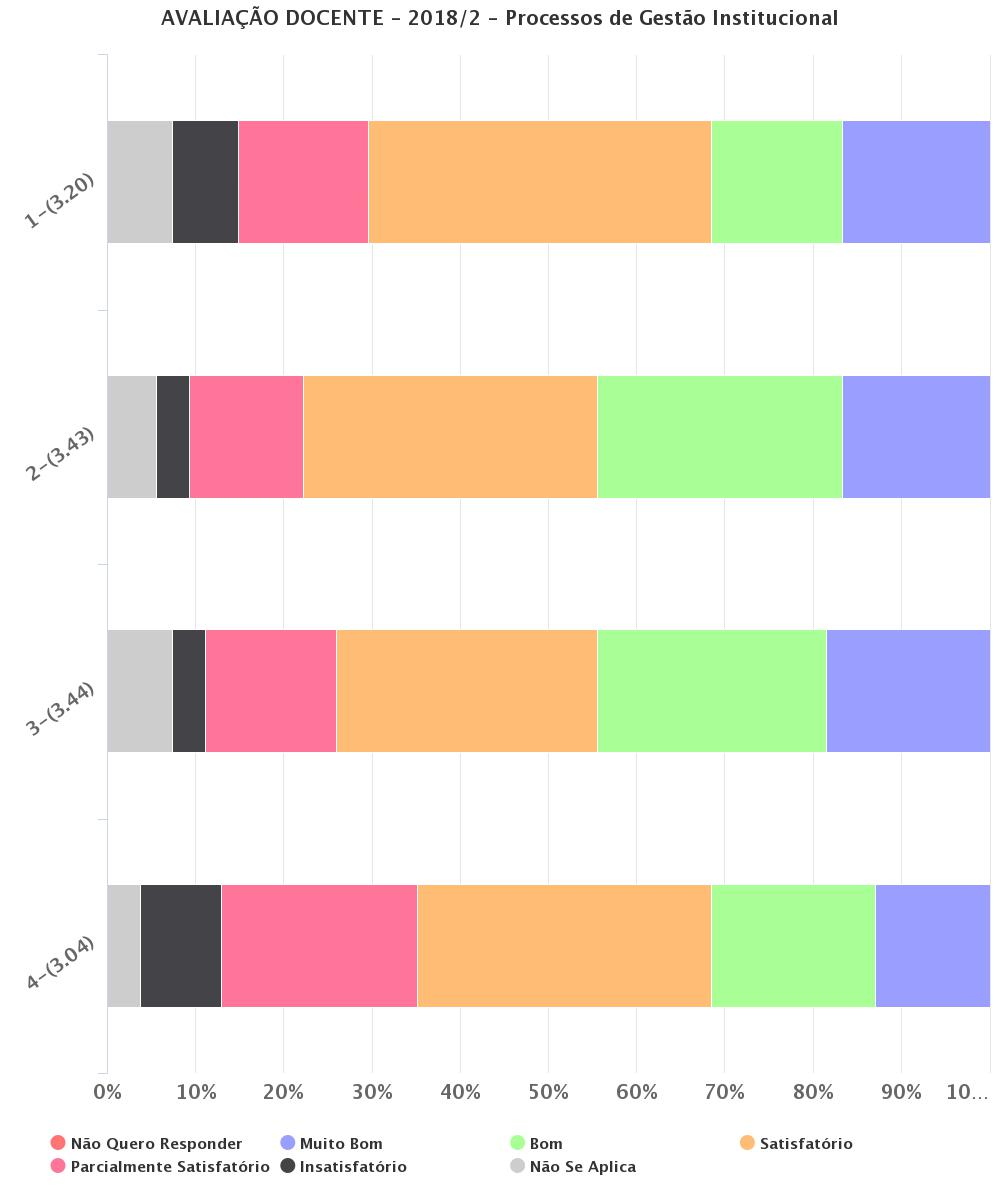 AVALIAÇÃO DOCENTE - 2018/2 - Processos de Gestão Institucional
1-(3.20)
2-(3.43)
3-(3.44)
4-(3.04)
0% 10% 20% 30% 40% 50% 60% 70% 80% 90% 10...
Não Quero Responder Muito Bom Bom Satisfatório
Parcialmente Satisfatório Insatisfatório Não Se Aplica